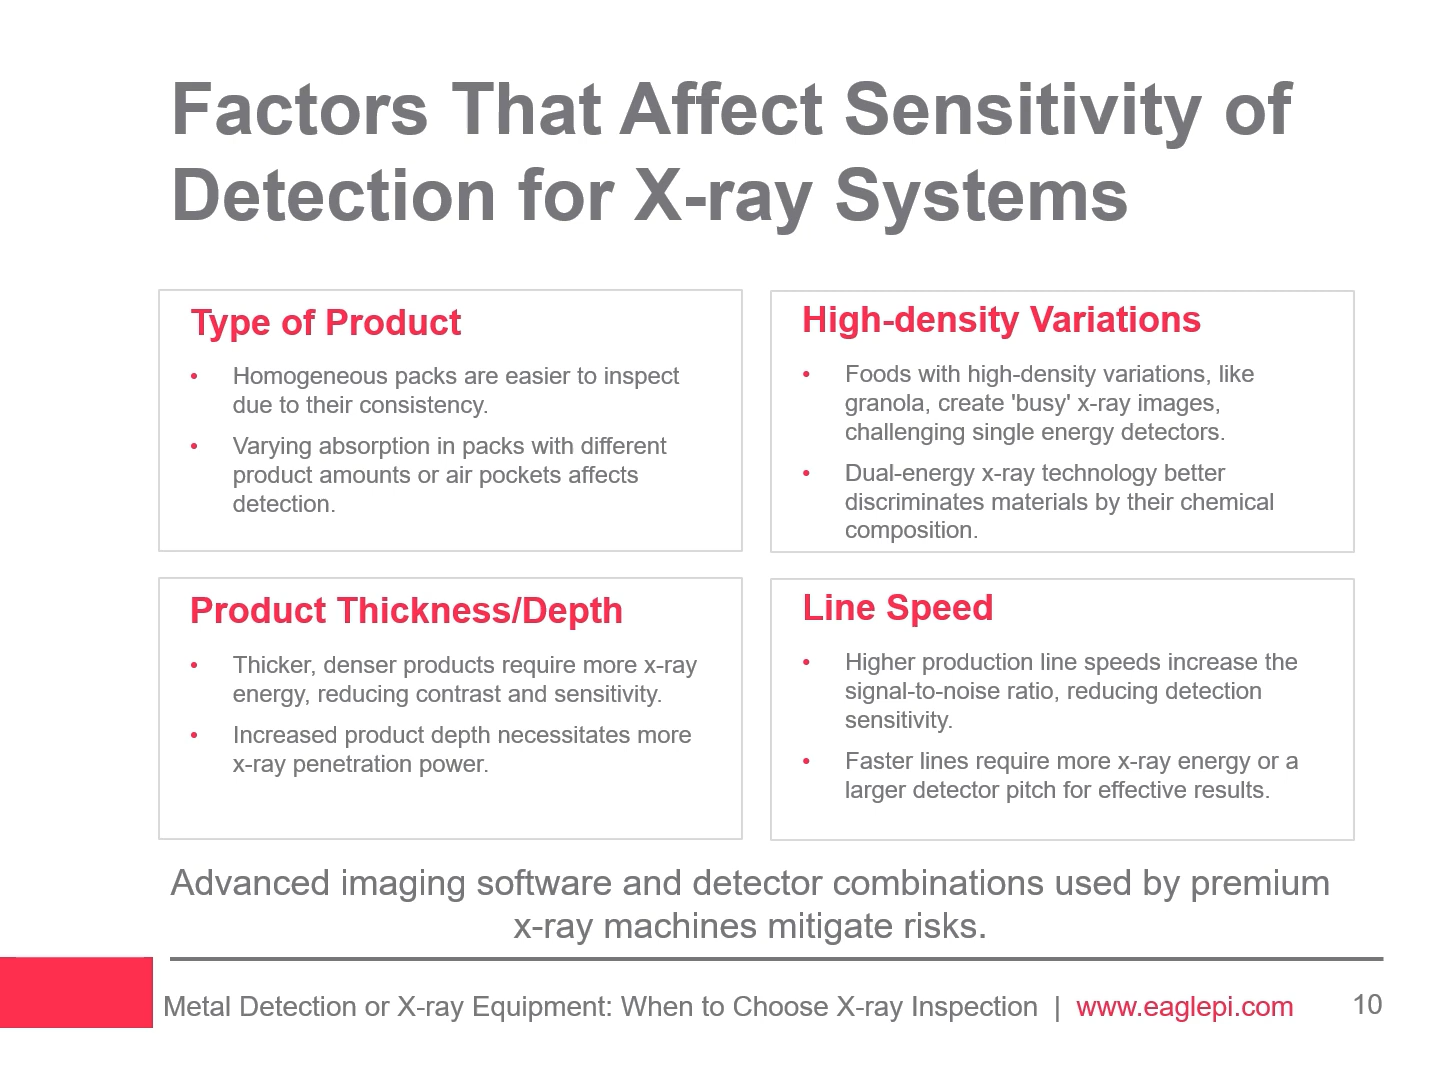 Factors That Affect Sensitivity of
Detection for X-ray Systems
Type of Product
• Homogeneous packs are easier to inspect
due to their consistency.
• Varying absorption in packs with different
product amounts or air pockets affects
detection.
High-density Variations
• Foods with high-density variations, like
granola, create 'busy' x-ray images,
challenging single energy detectors.
• Dual-energy x-ray technology better
discriminates materials by their chemical
composition.
Product Thickness/Depth
• Thicker, denser products require more x-ray
energy, reducing contrast and sensitivity.
• Increased product depth necessitates more
x-ray penetration power.
Line Speed
• Higher production line speeds increase the
signal-to-noise ratio, reducing detection
sensitivity.
• Faster lines require more x-ray energy or a
larger detector pitch for effective results.
Advanced imaging software and detector combinations used by premium
x-ray machines mitigate risks.
Metal Detection or X-ray Equipment: When to Choose X-ray Inspection | www.eaglepi.com 10